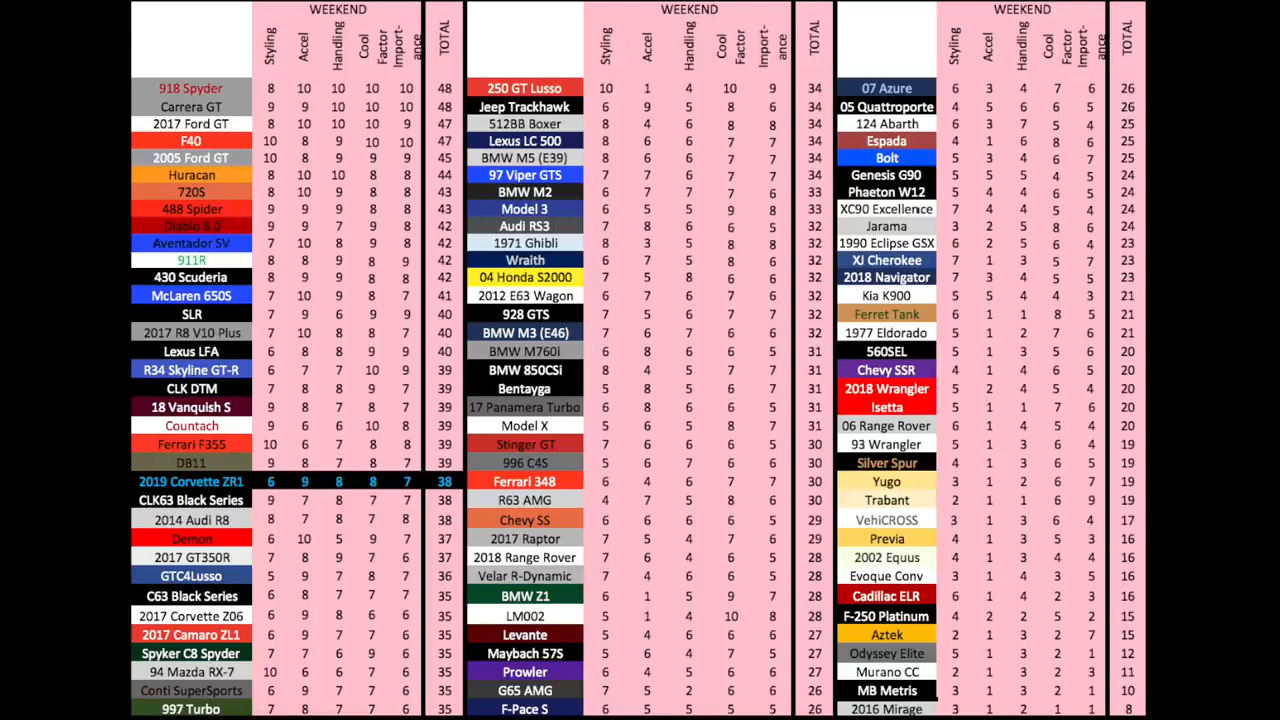 WEEKEND WEEKEND WEEKEND
Styling Accel Handling Cool Factor Import-ance TOTAL Styling Accel Handling Cool Factor Import-ance TOTAL Styling Accel Handling Cool Factor Import-ance TOTAL
918 Spyder 8 10 10 10 10 48 250 GT Lusso 10 1 4 10 9 34 07 Azure 6 3 4 7 6 26
Carrera GT 9 9 10 10 10 48 Jeep Trackhawk 6 9 5 8 6 34 05 Quattroporte 6 4 5 6 5 26
2017 Ford GT 8 10 10 10 9 47 512BB Boxer 8 4 6 8 8 34 124 Abarth 6 3 7 5 4 25
F40 10 8 9 10 10 47 Lexus LC 500 8 6 6 7 7 34 Espada 4 1 6 8 6 25
2005 Ford GT 10 8 9 9 9 45 BMW M5 (E39) 8 6 6 7 7 34 Bolt 5 3 4 6 7 25
Huracan 8 10 10 8 8 44 97 Viper GTS 7 6 7 7 7 34 Genesis G90 5 5 5 4 5 24
720S 8 10 9 8 8 43 BMW M2 7 6 7 7 6 33 Phaeton W12 5 4 4 6 5 24
488 Spider 9 9 9 8 8 43 Model 3 6 5 5 9 8 33 XC90 Excellence 7 4 4 5 4 24
Diablo 6.0 9 9 7 9 8 42 Audi RS3 7 8 7 6 4 32 Jarama 3 2 5 8 6 24
Aventador SV 7 10 8 9 8 42 1971 Ghibli 8 3 5 8 8 32 1990 Eclipse GSX 6 2 5 6 4 23
911R 8 8 9 8 9 42 Wraith 7 6 5 7 7 32 XJ Cherokee 7 1 3 5 7 23
430 Scuderia 8 9 9 8 8 42 04 Honda S2000 7 5 8 6 6 32 2018 Navigator 7 3 4 5 4 23
McLaren 650S 7 10 9 8 7 41 2012 E63 Wagon 6 7 6 7 6 32 Kia K900 5 5 4 4 3 21
SLR 7 9 6 9 9 40 928 GTS 7 5 6 7 7 32 Ferret Tank 6 1 1 8 5 21
2017 R8 V10 Plus 7 10 8 8 7 40 BMW M3 (E46) 6 6 7 6 7 32 1977 Eldorado 5 1 2 7 6 21
Lexus LFA 6 8 8 9 9 40 BMW M760i 6 8 6 6 5 31 560SEL 5 1 3 5 6 20
R34 Skyline GT-R 6 7 7 10 9 39 BMW 850CSi 8 4 5 7 7 31 Chevy SSR 4 1 4 6 5 20
CLK DTM 7 8 8 9 7 39 Bentayga 5 7 5 7 7 31 2018 Wrangler 5 2 4 5 4 20
18 Vanquish S 9 8 7 8 7 39 17 Panamera Turbo 6 8 6 6 5 31 Isetta 5 1 1 7 6 20
Countach 9 6 6 10 8 39 Model X 6 5 5 8 7 31 06 Range Rover 6 1 4 5 4 20
Ferrari F355 10 6 7 8 8 39 Stinger GT 7 5 6 6 6 30 93 Wrangler 5 1 3 6 4 19
DB11 9 8 7 8 7 39 996 C4S 5 6 7 6 6 30 Silver Spur 4 1 3 6 5 19
2019 Corvette ZR1 6 9 8 8 7 38 Ferrari 348 6 5 6 7 6 30 Yugo 4 1 1 6 7 19
CLK63 Black Series 9 7 8 7 7 38 R63 AMG 4 7 5 8 6 30 Trabant 2 1 1 6 9 19
2014 Audi R8 8 7 8 7 8 38 Chevy SS 6 6 6 6 5 29 VehiCROSS 3 1 3 6 4 17
Demon 6 10 5 9 7 37 2017 Raptor 7 5 4 7 6 29 Previa 4 1 3 4 4 16
2017 GT350R 7 8 9 7 6 37 2018 Range Rover 7 6 4 6 5 28 2002 Equus 4 1 3 4 4 16
GTC4Lusso 5 9 7 8 7 36 Velar R-Dynamic 7 4 6 6 5 28 Evoque Conv 4 1 4 3 4 16
C63 Black Series 6 8 7 7 7 35 BMW Z1 6 1 5 9 7 28 Cadillac ELR 6 1 4 2 3 16
2017 Corvette Z06 6 9 8 6 6 35 LM002 5 1 4 10 8 28 F-250 Platinum 4 2 2 5 2 15
2017 Camaro ZL1 6 9 7 7 6 35 Levante 5 4 6 6 6 27 Aztek 2 1 3 2 7 15
Spyker C8 Spyder 7 7 6 9 6 35 Maybach 57S 5 6 4 7 5 27 Odyssey Elite 2 1 3 2 1 12
94 Mazda RX-7 10 6 6 7 6 35 Prowler 6 4 5 6 6 27 Murano CC 2 1 3 2 3 11
Conti SuperSports 6 9 7 7 6 35 G65 AMG 7 5 2 6 6 26 MB Metris 3 1 3 2 1 10
997 Turbo 7 8 7 6 7 35 F-Pace S 6 5 5 5 5 26 2016 Mirage 2 1 3 1 1 8